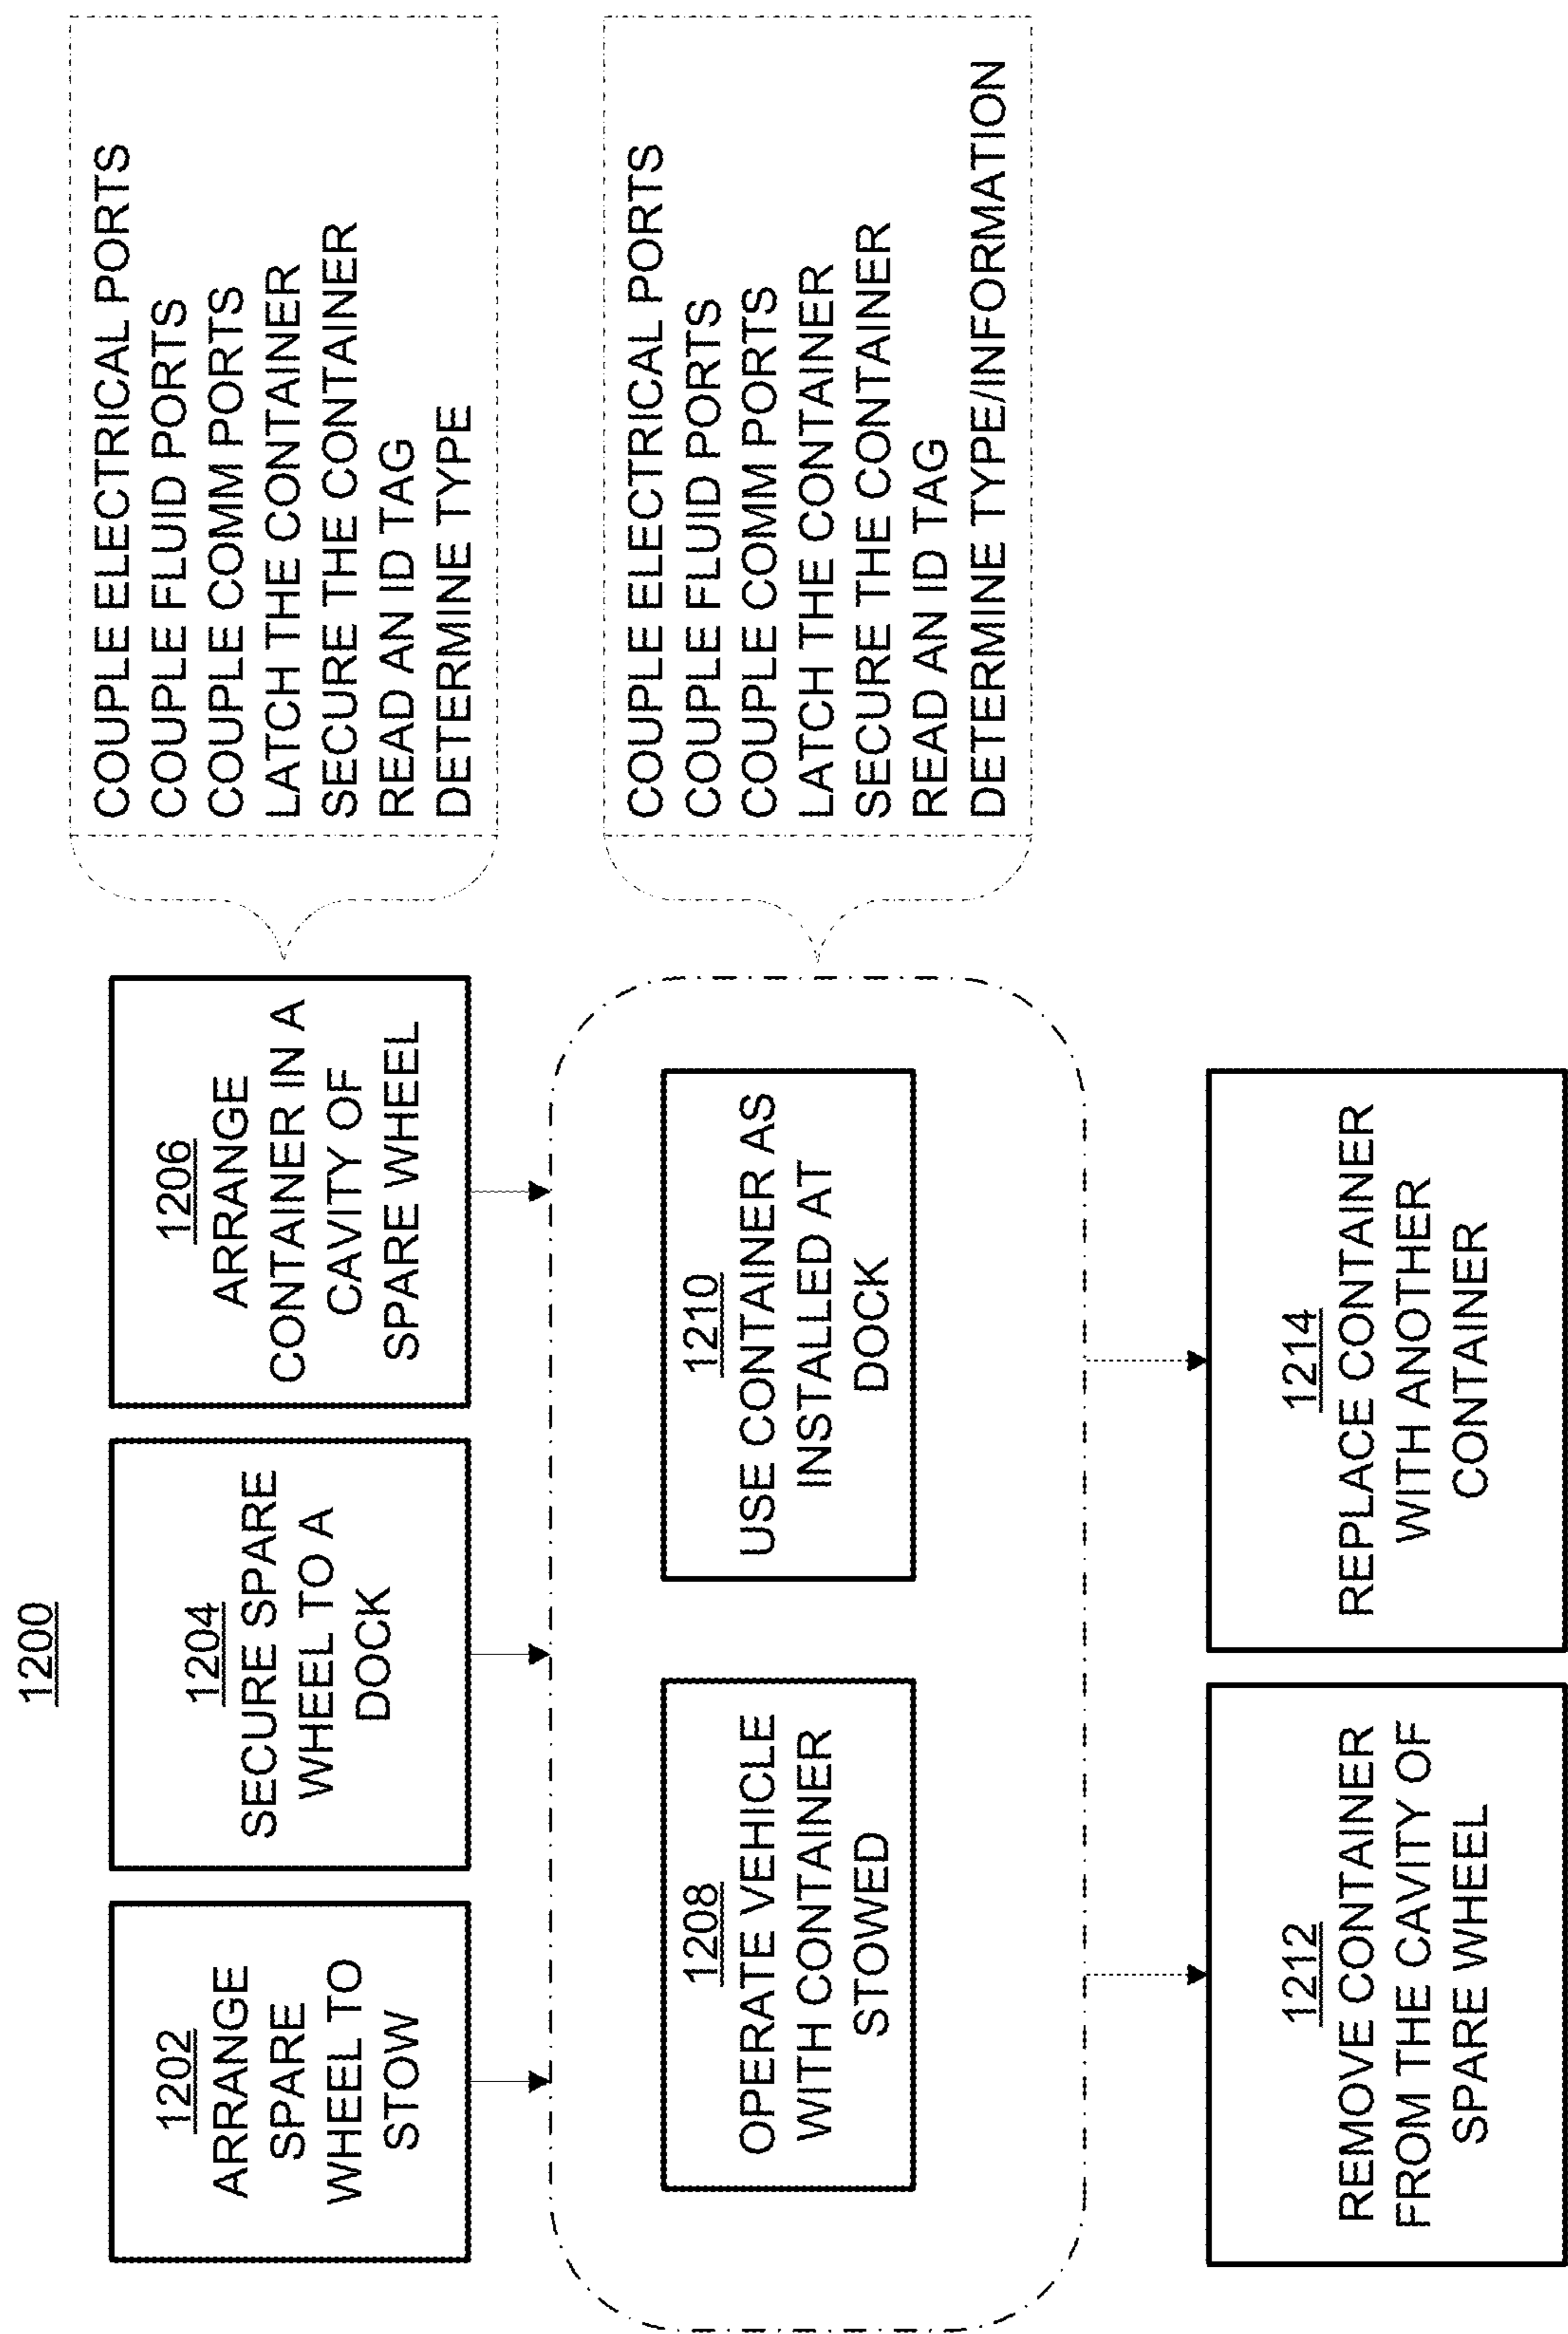 1200
1202
ARRANGE
SPARE
WHEEL TO
STOW
1204
SECURE SPARE
WHEEL TO A
DOCK
1206
ARRANGE
CONTAINER IN A
CAVITY OF
SPARE WHEEL
COUPLE ELECTRICAL PORTS
COUPLE FLUID PORTS
COUPLE COMM PORTS
LATCH THE CONTAINER
SECURE THE CONTAINER
READ AN ID TAG
DETERMINE TYPE
1208
OPERATE VEHICLE
WITH CONTAINER
STOWED
1210
USE CONTAINER AS
INSTALLED AT
DOCK
COUPLE ELECTRICAL PORTS
COUPLE FLUID PORTS
COUPLE COMM PORTS
LATCH THE CONTAINER
SECURE THE CONTAINER
READ AN ID TAG
DETERMINE TYPE/INFORMATION
1212
REMOVE CONTAINER
FROM THE CAVITY OF
SPARE WHEEL
1214
REPLACE CONTAINER
WITH ANOTHER
CONTAINER